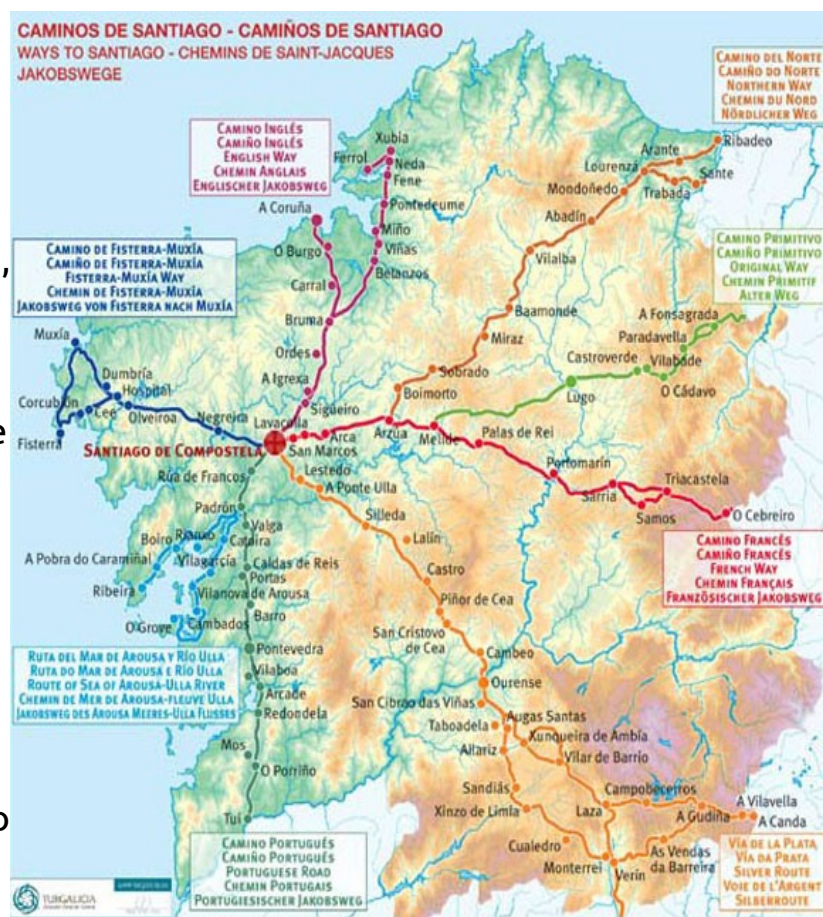 CAMINOS DE SANTIAGO - CAMIÑOS DE SANTIAGO
WAYS TO SANTIAGO - CHEMINS DE SAINT-JACQUES
JAKOBSWEGE
CAMINO DEL NORTE
CAMIÑO DO NORTE
NORTHERN WAY
CHEMIN DU NORD
NÖRDLICHER WEG
CAMINO INGLÉS
CAMIÑO INGLÉS
ENGLISH WAY
CHEMIN ANGLAIS
ENGLISCHER JAKOBSWEG
Xubia
Ferrol
Neda
Fene
Pontedeume
A Coruña
Miño
Viñas
Betanzos
O Burgo
Carral
Bruma
Ordes
A Igrexa
Sigüeiro
Arante
Ribadeo
Lourenzá
Sante
Trabada
Mondoñedo
Abadín
Vilalba
Baamonde
Miraz
Sobrado
Boimorto
CAMINO DE FISTERRA-MUXÍA
CAMIÑO DE FISTERRA-MUXÍA
FISTERRA-MUXÍA WAY
CHEMIN DE FISTERRA-MUXÍA
JAKOBSWEG VON FISTERRA NACH MUXÍA
,
CAMINO PRIMITIVO
CAMIÑO PRIMITIVO
ORIGINAL WAY
CHEMIN PRIMITIF
ALTER WEG
A Fonsagrada
Paradavella
Castroverde
Vilabade
O Cádavo
Lugo
Muxía
Dumbría
Hospital
Corcubión
Cee
Olveiroa
Negreira
Fisterra
e
SANTIAGO DE COMPOSTELA
Lavacolla
San Marcos
Arca
Arzúa
Melide
Palas de Rei
Portomarín
Sarria
Triacastela
Samos
O Cebreiro
CAMINO FRANCÉS
CAMIÑO FRANCÉS
FRENCH WAY
CHEMIN FRANÇAIS
FRANZÖSISCHER JAKOBSWEG
Rúa de Francos
Lestedo
A Ponte Ulla
Padrón
Silleda
Valga
Lalín
Boiro
Rianxo
Catoira
A Pobra do Caramiñal
Vilagarcía
Caldas de Reis
Castro
Ribeira
Portas
Vilanova de Arousa
Piñor de Cea
Barro
O Grove
Cambados
San Cristovo
de Cea
Pontevedra
Cambeo
RUTA DEL MAR DE AROUSA Y RÍO ULLA
RUTA DO MAR DE AROUSA E RÍO ULLA
ROUTE OF SEA OF AROUSA-ULLA RIVER
CHEMIN DE MER DE AROUSA-FLEUVE ULLA
JAKOBSWEG DES AROUSA MEERES-ULLA FLUSSES
Vilaboa
Ourense
Arcade
San Cibrao das Viñas
Redondela
Augas Santas
Taboadela
Xunqueira de Ambía
Mos
Allariz
Vilar de Barrio
O Porriño
Sandiás
Campobecerros
A Vilavella
Xinzo de Limia
Laza
A Gudiña
A Canda
o
Tui
Cualedro
As Vendas
da Barreira
Monterrei
Verín
CAMINO PORTUGUÉS
CAMIÑO PORTUGUÉS
PORTUGUESE ROAD
CHEMIN PORTUGAIS
PORTUGIESISCHER JAKOBSWEG
VÍA DE LA PLATA
VÍA DA PRATA
SILVER ROUTE
VOIE DE L'ARGENT
SILBERROUTE
TURGALICIA